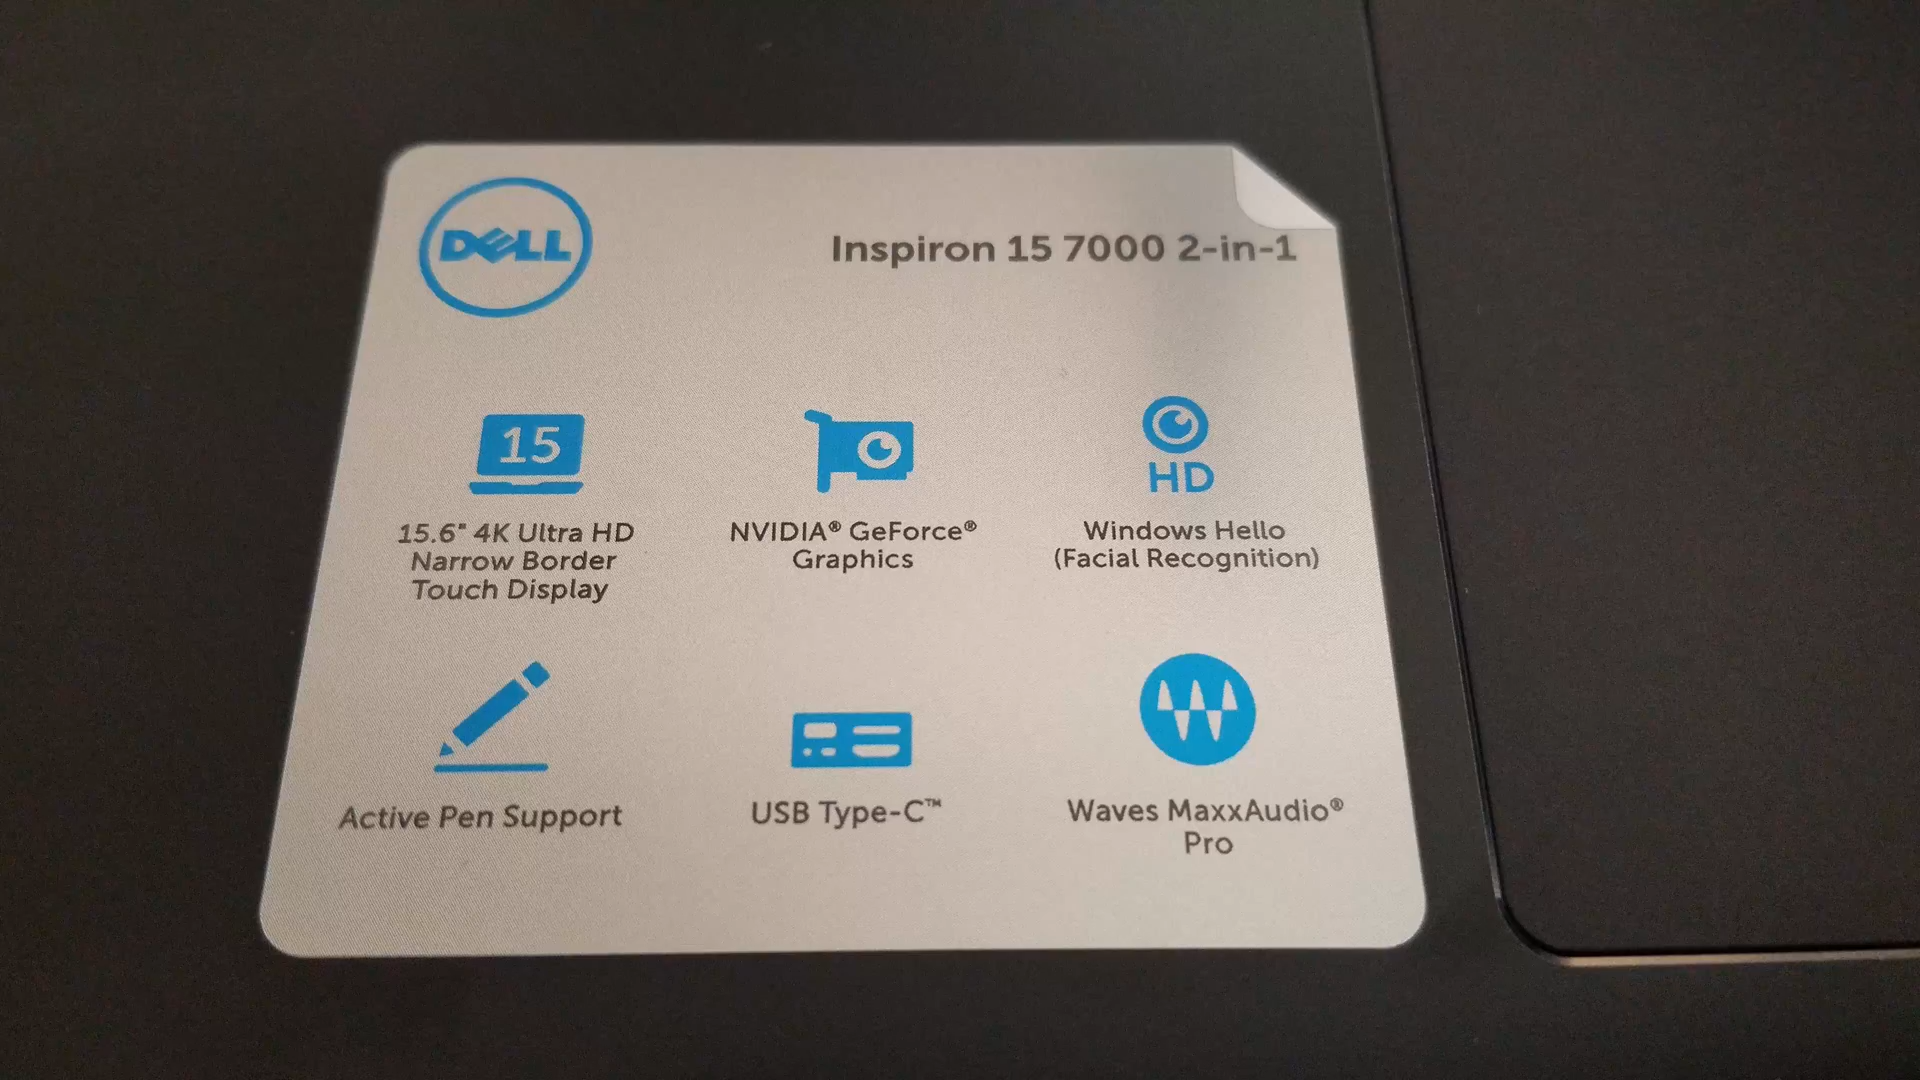 DELL
Inspiron 15 7000 2-in-1
15
HD
15.6" 4K Ultra HD
Narrow Border
Touch Display
NVIDIA® GeForce®
Graphics
Windows Hello
(Facial Recognition)
Active Pen Support
USB Type-C™
Waves MaxxAudio®
Pro